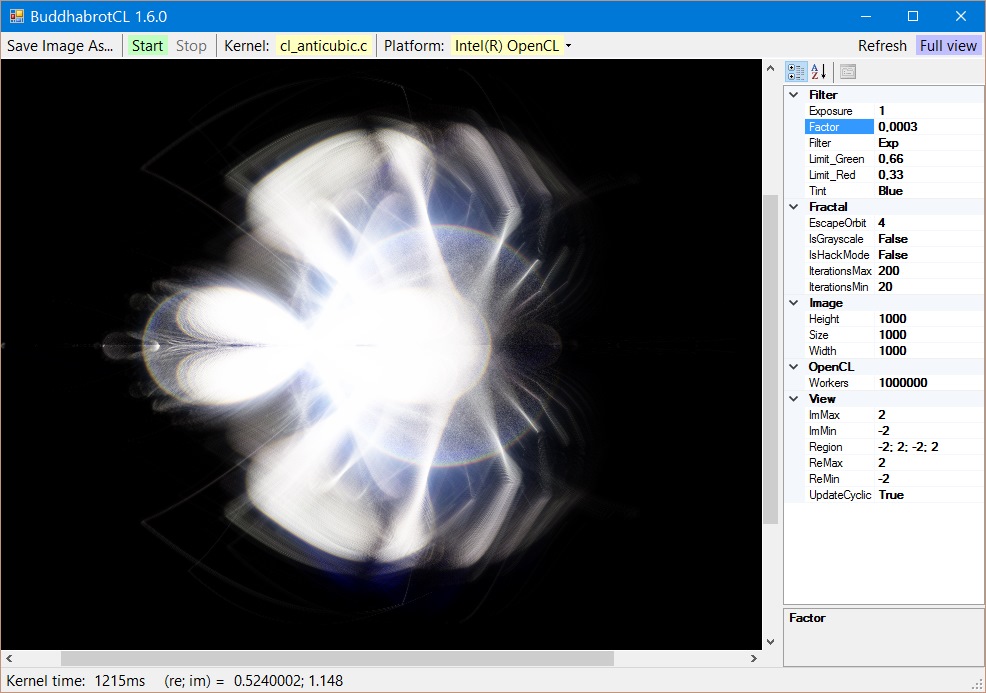 BuddhabrotCL 1.6.0
Save Image As... Start Stop Kernel: cl_anticubic.c Platform: Intel(R) OpenCL Refresh Full view
Filter
Exposure 1
Factor 0,0003
Filter Exp
Limit_Green 0,66
Limit_Red 0,33
Tint Blue
Fractal
EscapeOrbit 4
IsGrayscale False
IsHackMode False
IterationsMax 200
IterationsMin 20
Image
Height 1000
Size 1000
Width 1000
OpenCL
Workers 1000000
View
ImMax 2
ImMin -2
Region -2; 2; -2; 2
ReMax 2
ReMin -2
UpdateCyclic True
Factor
Kernel time: 1215ms (re; im) = 0.5240002; 1.148